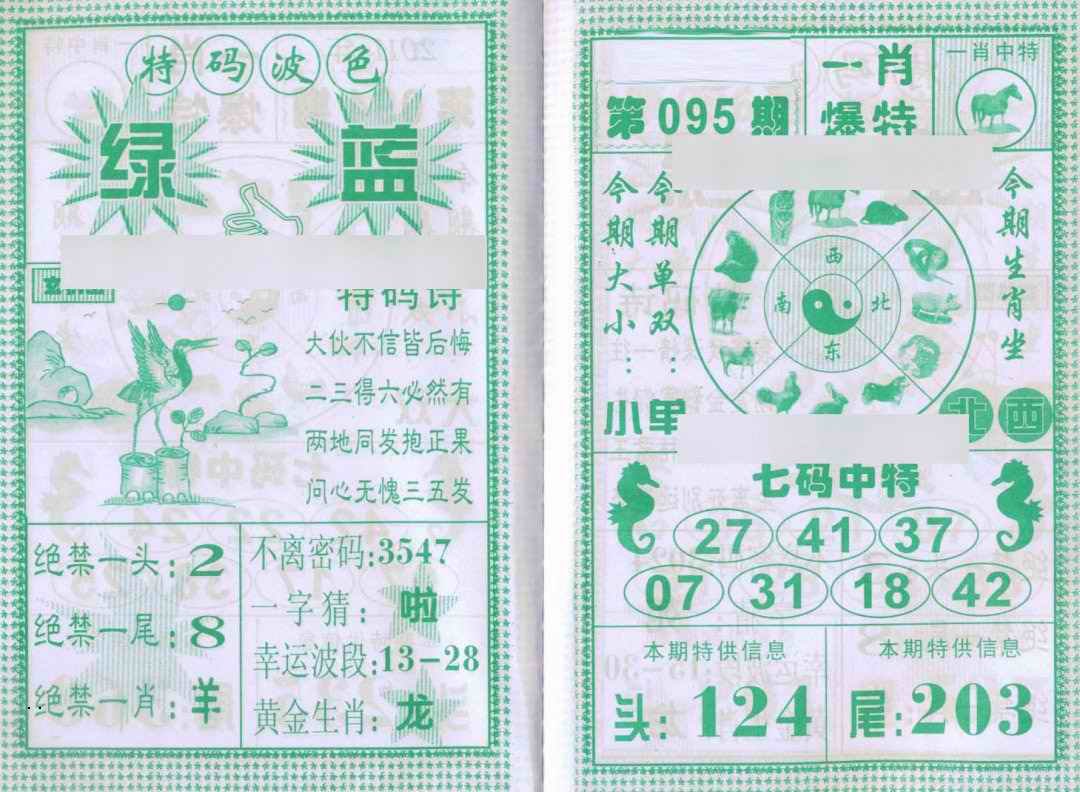 特码波色
绿 蓝
特码诗
大伙不信皆后悔
二三得六必然有
两地同发抱正果
问心无愧三五发
绝禁一头：2
绝禁一尾：8
绝禁一肖：羊
不离密码:3547
一字猜：啦
幸运波段:13-28
黄金生肖：龙
第095期
一肖
爆特
一肖中特
今期大小：小
今期单双：单
西
南 北
东
今期生肖坐
北西
七码中特
27 41 37
07 31 18 42
本期特供信息
头：124
本期特供信息
尾：203